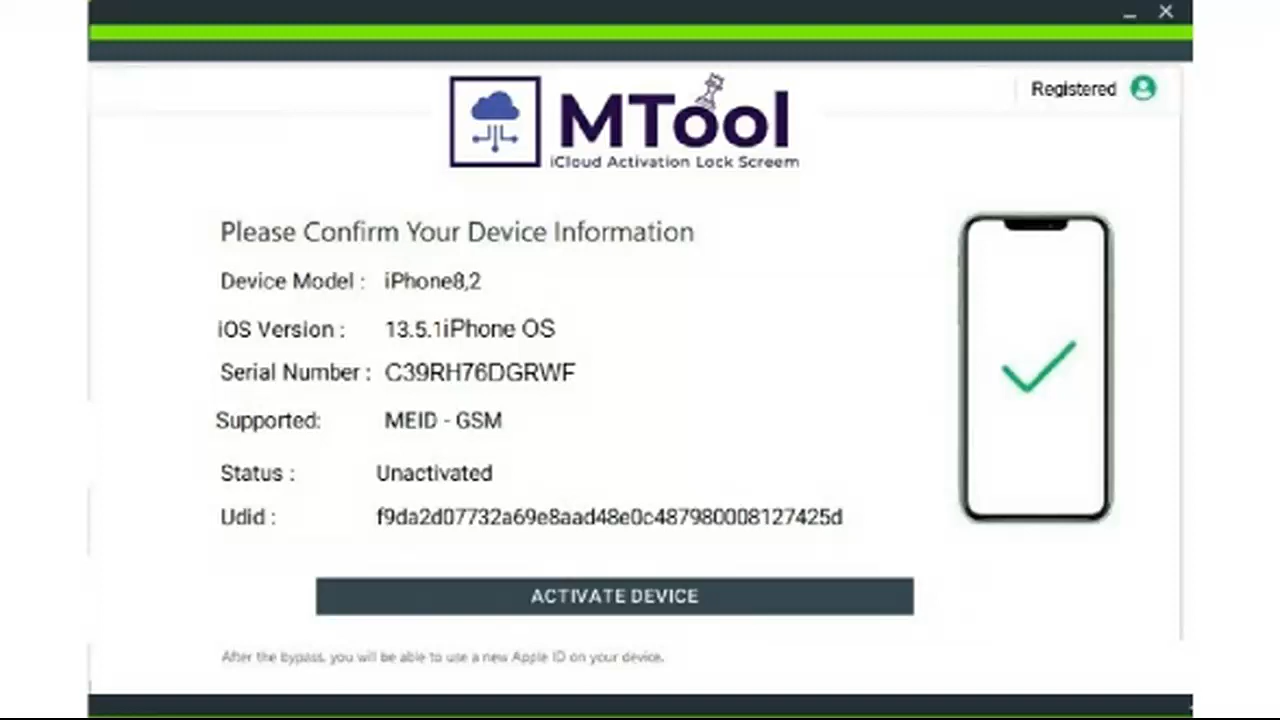 Registered
MTool
iCloud Activation Lock Screem
Please Confirm Your Device Information
Device Model : iPhone8,2
iOS Version : 13.5.1iPhone OS
Serial Number : C39RH76DGRWF
Supported: MEID - GSM
Status : Unactivated
Udid : f9da2d07732a69e8aad48e0c487980008127425d
ACTIVATE DEVICE
After the bypass, you will be able to use a new Apple ID on your device.